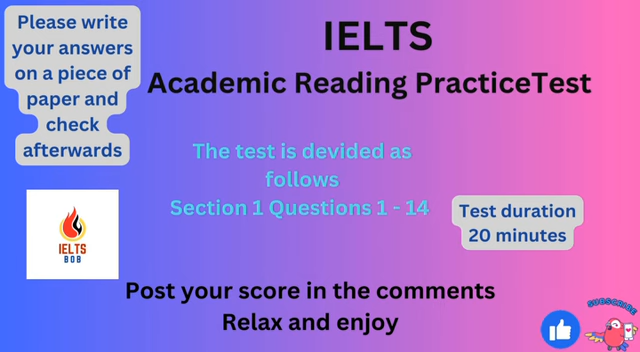 Please write
your answers
on a piece of
paper and
check
afterwards
IELTS
Academic Reading PracticeTest
The test is devided as
follows
Section 1 Questions 1 - 14
Test duration
20 minutes
IELTS
BOB
Post your score in the comments
Relax and enjoy
SUBSCRIBE